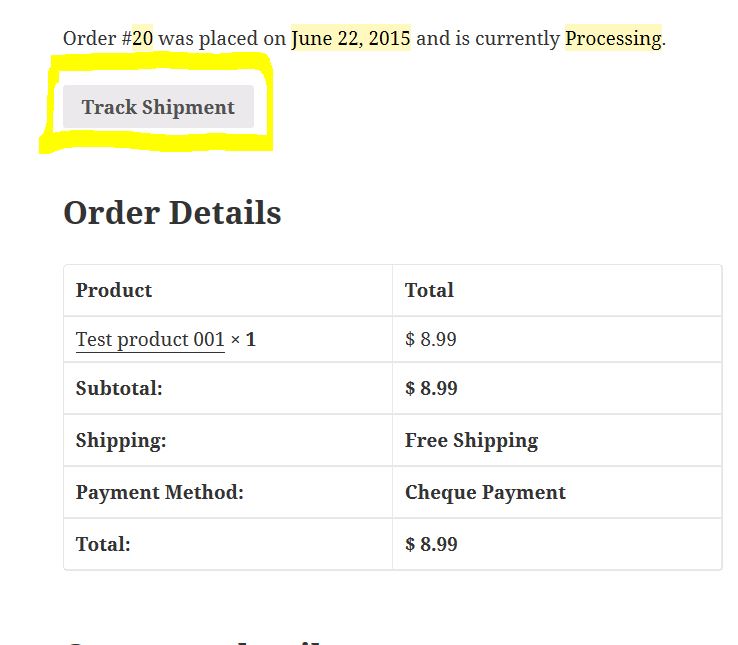 Order #20 was placed on June 22, 2015 and is currently Processing.
Track Shipment
Order Details
Product Total
Test product 001 × 1 $ 8.99
Subtotal: $ 8.99
Shipping: Free Shipping
Payment Method: Cheque Payment
Total: $ 8.99